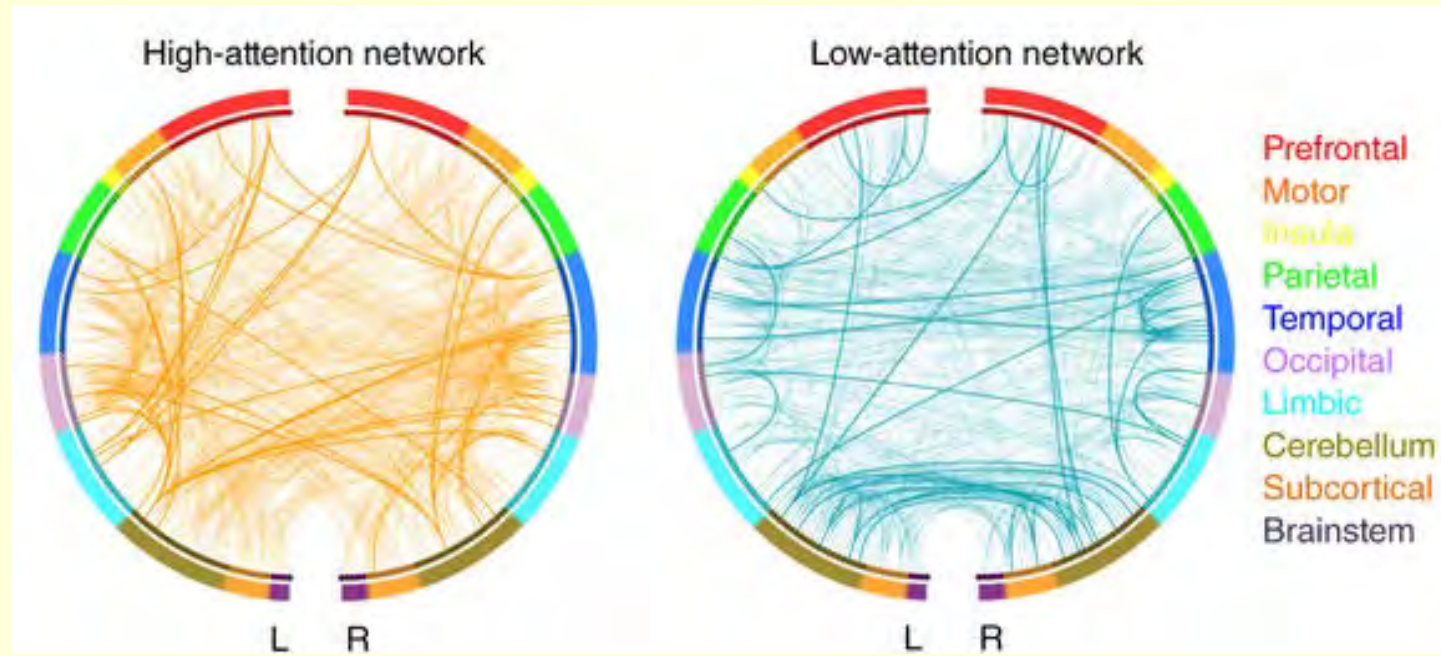 High-attention network
Low-attention network
Prefrontal
Motor
Insula
Parietal
Temporal
Occipital
Limbic
Cerebellum
Subcortical
Brainstem
L R
L R